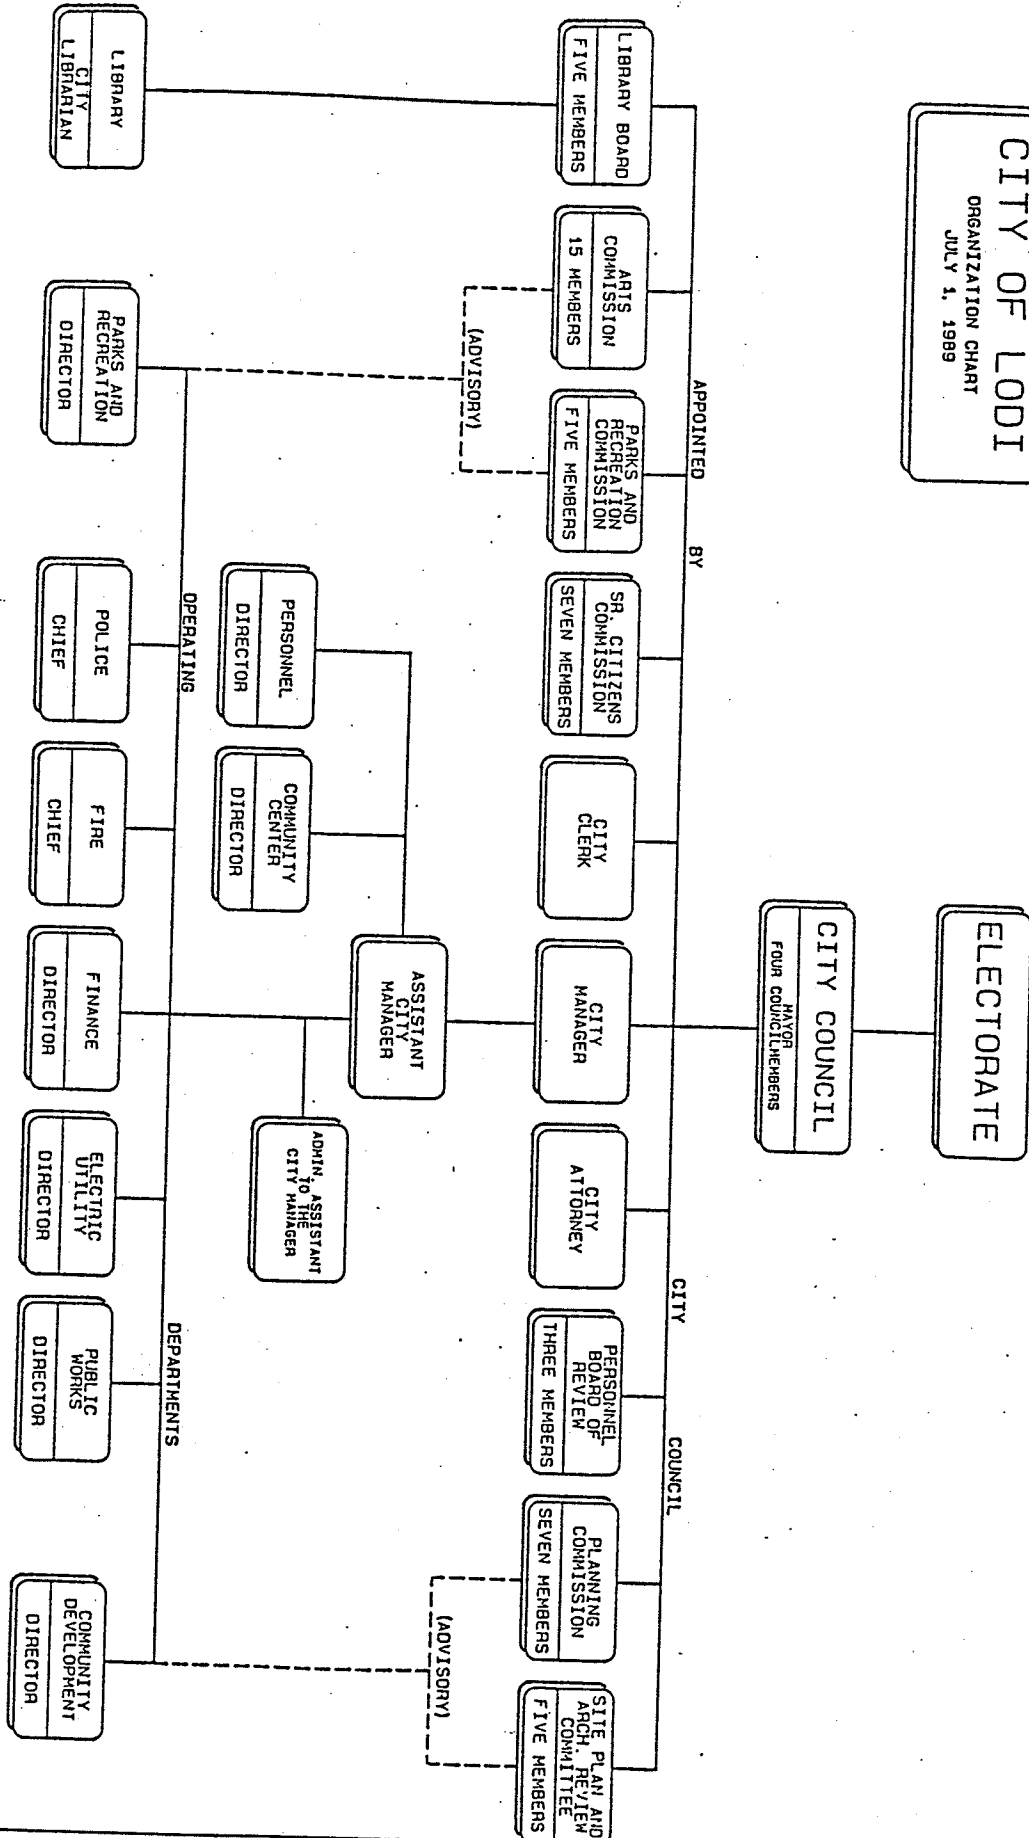 CITY OF LODI
ORGANIZATION CHART
JULY 1, 1989
ELECTORATE
CITY COUNCIL
MAYOR
FOUR COUNCILMEMBERS
APPOINTED BY CITY COUNCIL
LIBRARY BOARD
FIVE MEMBERS
ARTS
COMMISSION
15 MEMBERS
PARKS AND
RECREATION
COMMISSION
FIVE MEMBERS
SR. CITIZENS
COMMISSION
SEVEN MEMBERS
CITY
CLERK
CITY
MANAGER
CITY
ATTORNEY
PERSONNEL
BOARD OF
REVIEW
THREE MEMBERS
PLANNING
COMMISSION
SEVEN MEMBERS
SITE PLAN AND
ARCH. REVIEW
COMMITTEE
FIVE MEMBERS
(ADVISORY)
(ADVISORY)
ASSISTANT
CITY
MANAGER
PERSONNEL
DIRECTOR
COMMUNITY
CENTER
DIRECTOR
ADMIN. ASSISTANT
TO THE
CITY MANAGER
OPERATING DEPARTMENTS
LIBRARY
CITY
LIBRARIAN
PARKS AND
RECREATION
DIRECTOR
POLICE
CHIEF
FIRE
CHIEF
FINANCE
DIRECTOR
ELECTRIC
UTILITY
DIRECTOR
PUBLIC
WORKS
DIRECTOR
COMMUNITY
DEVELOPMENT
DIRECTOR